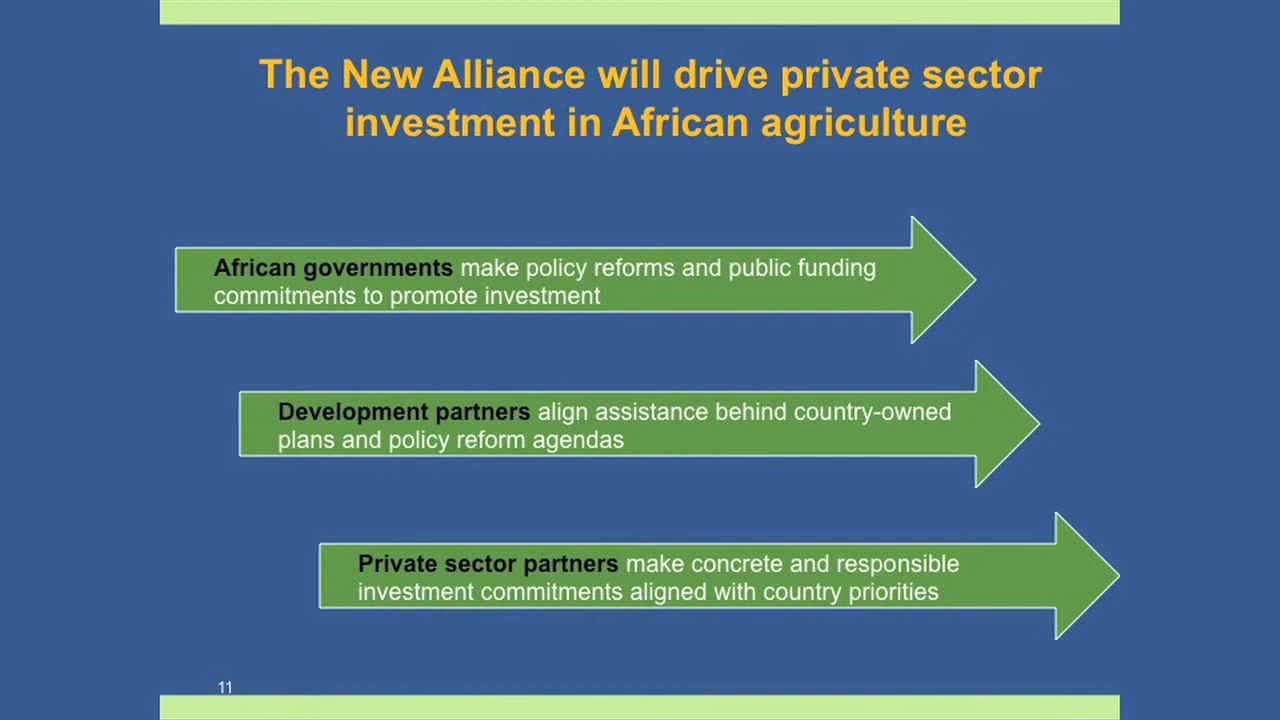 The New Alliance will drive private sector
investment in African agriculture
African governments make policy reforms and public funding
commitments to promote investment
Development partners align assistance behind country-owned
plans and policy reform agendas
Private sector partners make concrete and responsible
investment commitments aligned with country priorities
11